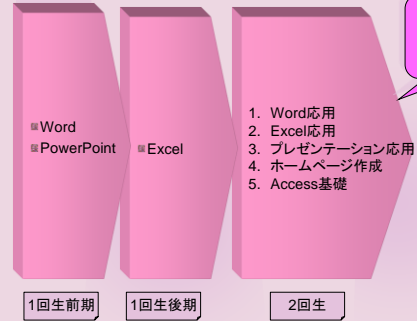 Word
PowerPoint
Excel
1. Word応用
2. Excel応用
3. プレゼンテーション応用
4. ホームページ作成
5. Access基礎
1回生前期
1回生後期
2回生